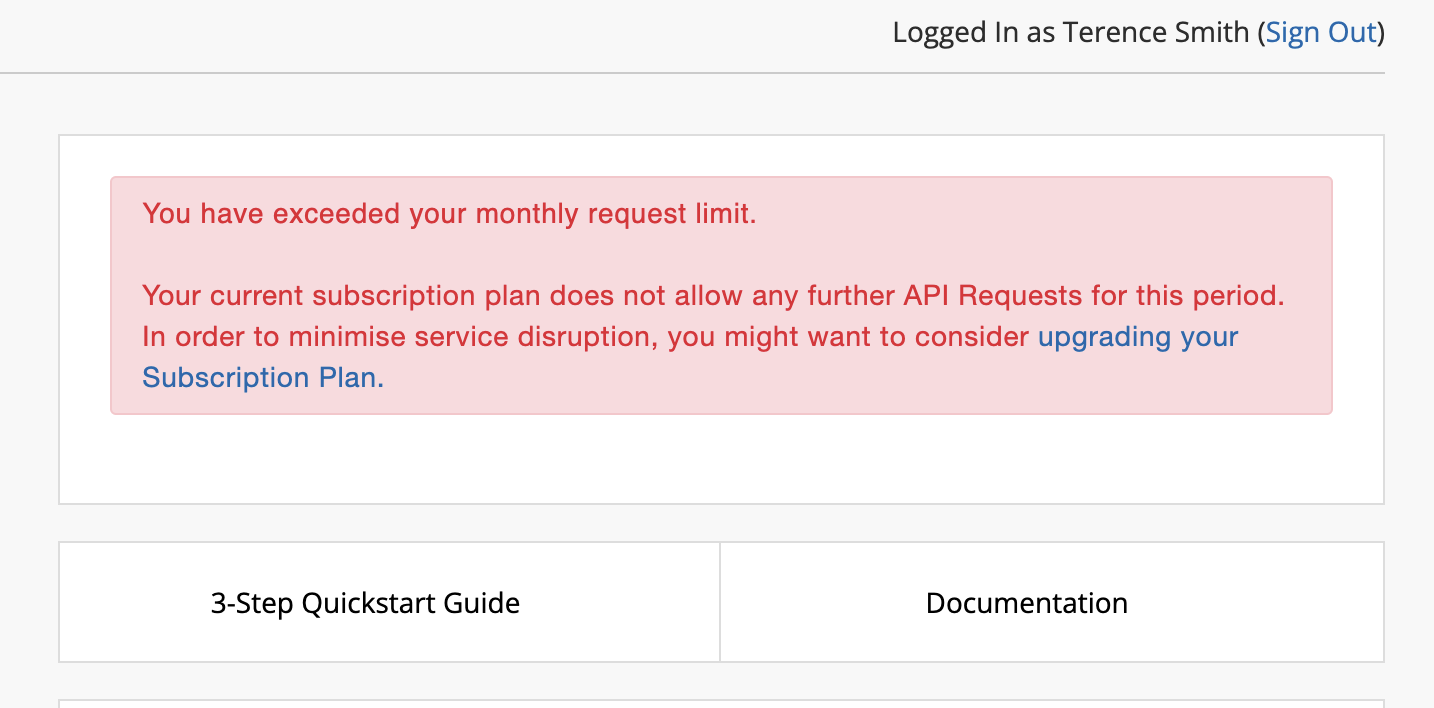 Logged In as Terence Smith (Sign Out)
You have exceeded your monthly request limit.
Your current subscription plan does not allow any further API Requests for this period.
In order to minimise service disruption, you might want to consider upgrading your
Subscription Plan.
3-Step Quickstart Guide
Documentation